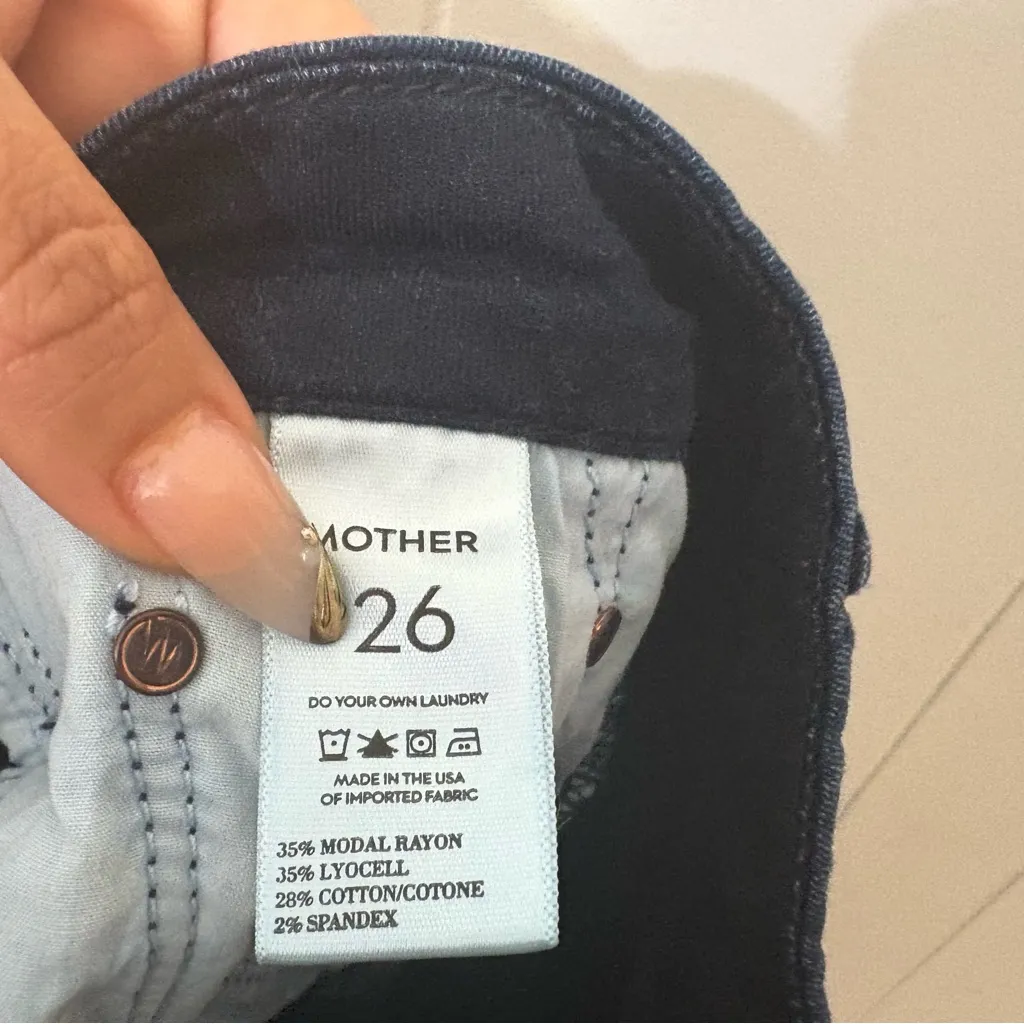 MOTHER
26
DO YOUR OWN LAUNDRY
MADE IN THE USA
OF IMPORTED FABRIC
35% MODAL RAYON
35% LYOCELL
28% COTTON/COTONE
2% SPANDEX